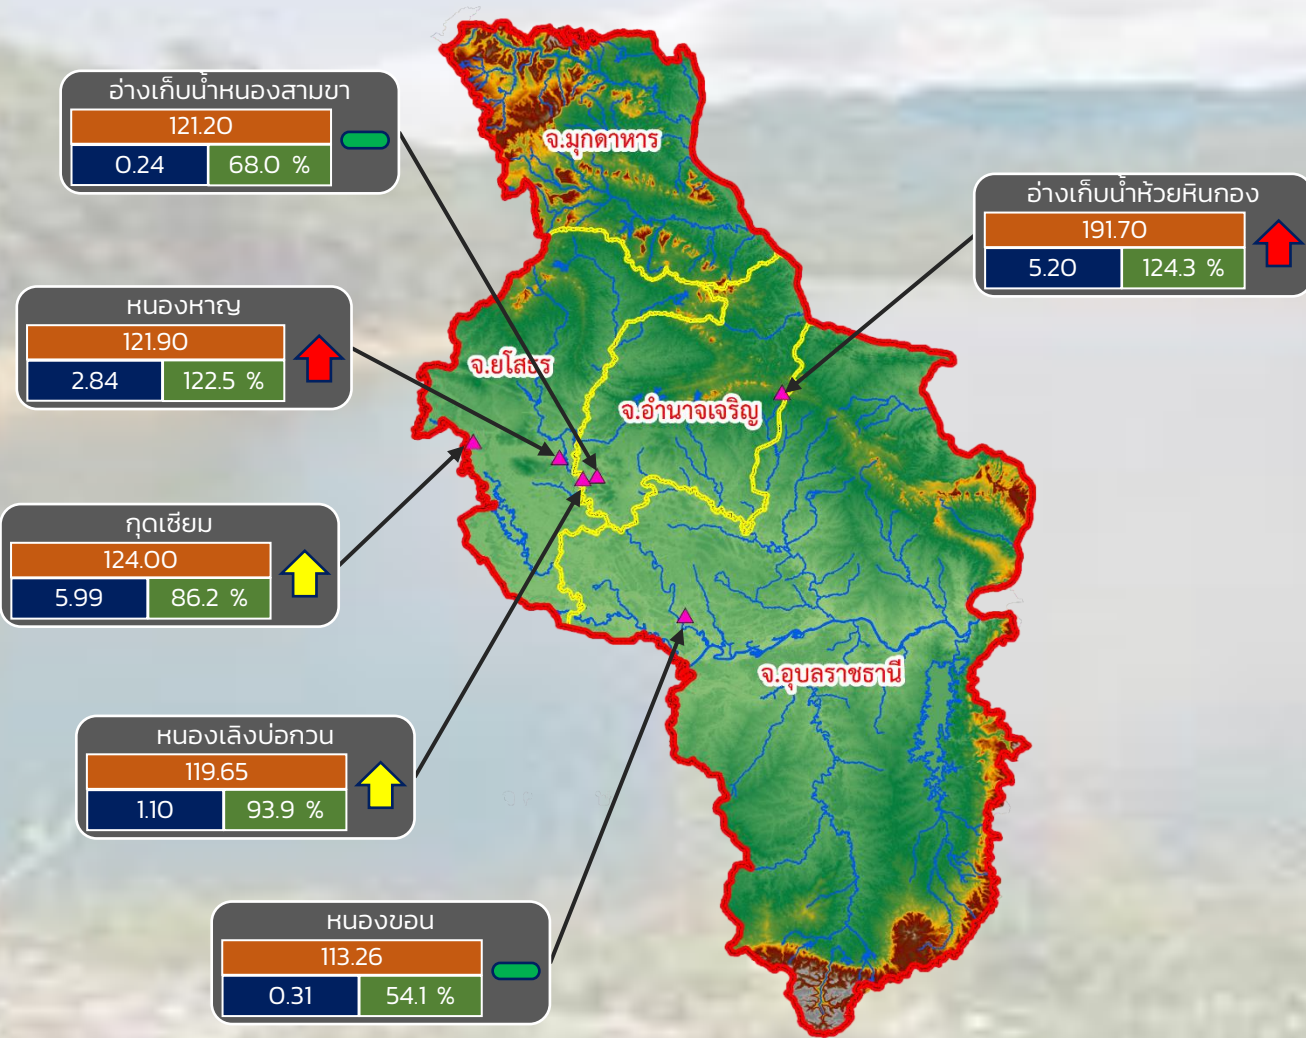 อ่างเก็บน้ำหนองสามขา
121.20
0.24 68.0 %
จ.มุกดาหาร
อ่างเก็บน้ำห้วยหินกอง
191.70
5.20 124.3 %
หนองหาญ
121.90
2.84 122.5 %
จ.ยโสธร
จ.อำนาจเจริญ
กุดเซียม
124.00
5.99 86.2 %
จ.อุบลราชธานี
หนองเลิงบ่อกวน
119.65
1.10 93.9 %
หนองขอน
113.26
0.31 54.1 %